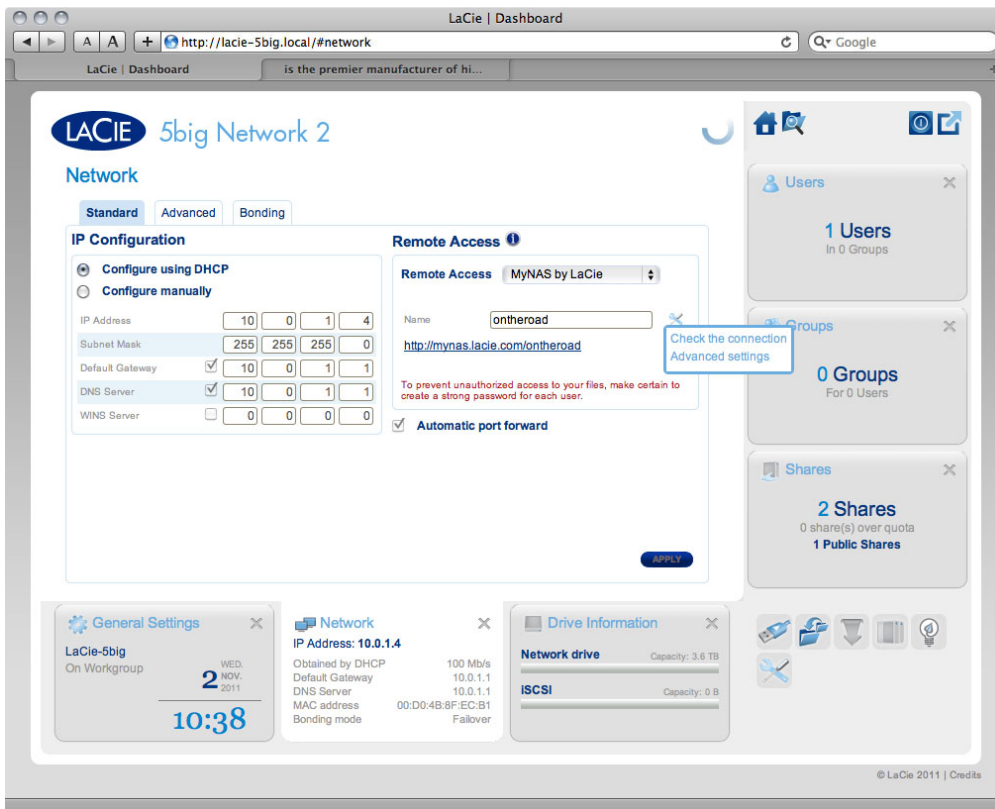 LaCie | Dashboard
A A + http://lacie-5big.local/#network Google
LaCie | Dashboard
is the premier manufacturer of hi...
LACIE 5big Network 2
Network
Standard Advanced Bonding
IP Configuration
Configure using DHCP
Configure manually
IP Address 10 0 1 4
Subnet Mask 255 255 255 0
Default Gateway 10 0 1 1
DNS Server 10 0 1 1
WINS Server 0 0 0 0
Remote Access
Remote Access MyNAS by LaCie
Name ontheroad
http://mynas.lacie.com/ontheroad
Check the connection
Advanced settings
To prevent unauthorized access to your files, make certain to
create a strong password for each user.
Automatic port forward
APPLY
Users
1 Users
In 0 Groups
Groups
0 Groups
For 0 Users
Shares
2 Shares
0 share(s) over quota
1 Public Shares
General Settings
LaCie-5big
On Workgroup
WED.
2 NOV.
2011
10:38
Network
IP Address: 10.0.1.4
Obtained by DHCP 100 Mb/s
Default Gateway 10.0.1.1
DNS Server 10.0.1.1
MAC address 00:D0:4B:8F:EC:B1
Bonding mode Failover
Drive Information
Network drive Capacity: 3.6 TB
iSCSI Capacity: 0 B
© LaCie 2011 | Credits